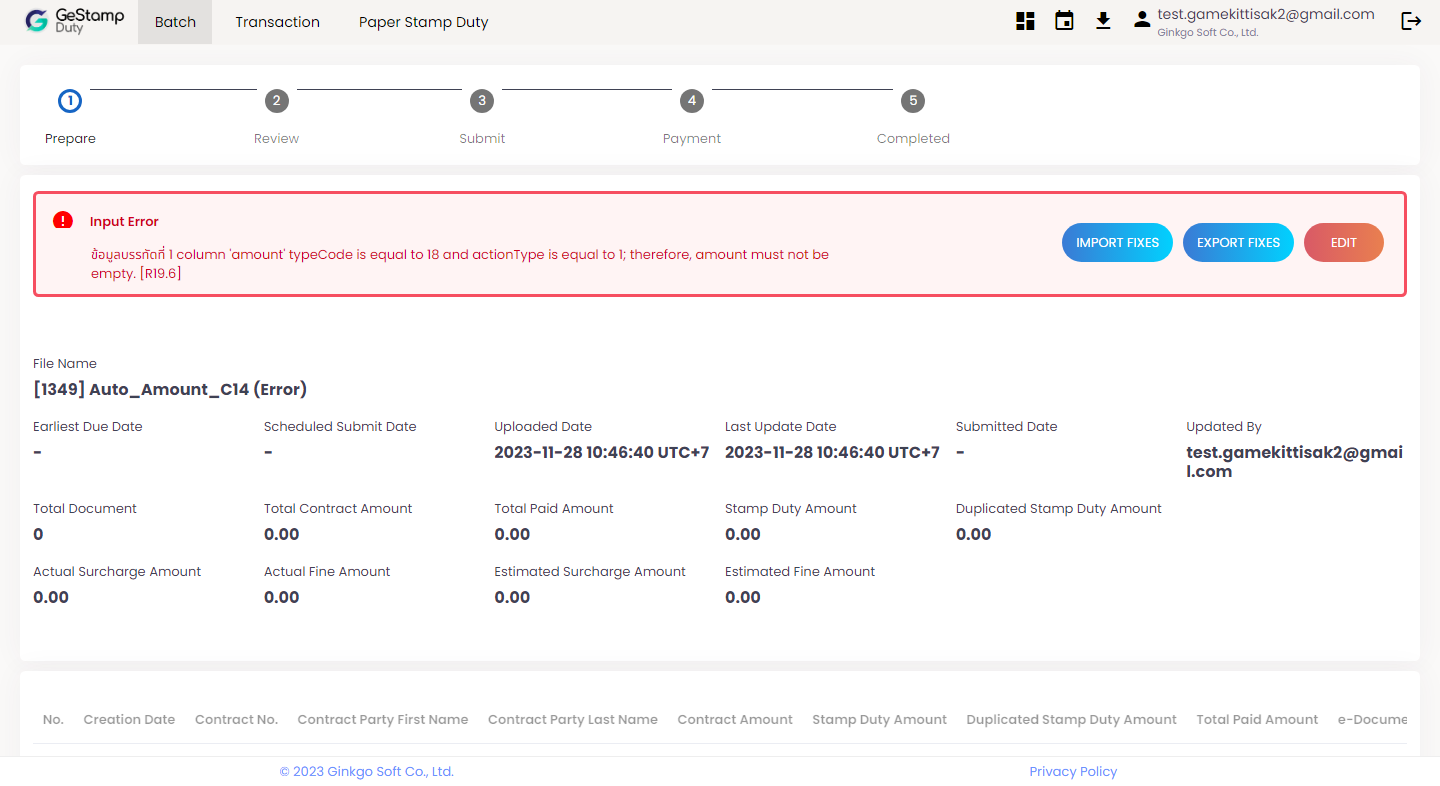 GeStamp
Duty
Batch
Transaction
Paper Stamp Duty
test.gamekittisak2@gmail.com
Ginkgo Soft Co., Ltd.
1
2
3
4
5
Prepare
Review
Submit
Payment
Completed
Input Error
ข้อมูลบรรทัดที่ 1 column 'amount' typeCode is equal to 18 and actionType is equal to 1; therefore, amount must not be
empty. [R19.6]
IMPORT FIXES
EXPORT FIXES
EDIT
File Name
[1349] Auto_Amount_C14 (Error)
Earliest Due Date
Scheduled Submit Date
Uploaded Date
Last Update Date
Submitted Date
Updated By
-
-
2023-11-28 10:46:40 UTC+7
2023-11-28 10:46:40 UTC+7
-
test.gamekittisak2@gmai
l.com
Total Document
Total Contract Amount
Total Paid Amount
Stamp Duty Amount
Duplicated Stamp Duty Amount
0
0.00
0.00
0.00
0.00
Actual Surcharge Amount
Actual Fine Amount
Estimated Surcharge Amount
Estimated Fine Amount
0.00
0.00
0.00
0.00
No.
Creation Date
Contract No.
Contract Party First Name
Contract Party Last Name
Contract Amount
Stamp Duty Amount
Duplicated Stamp Duty Amount
Total Paid Amount
e-Docume
© 2023 Ginkgo Soft Co., Ltd.
Privacy Policy